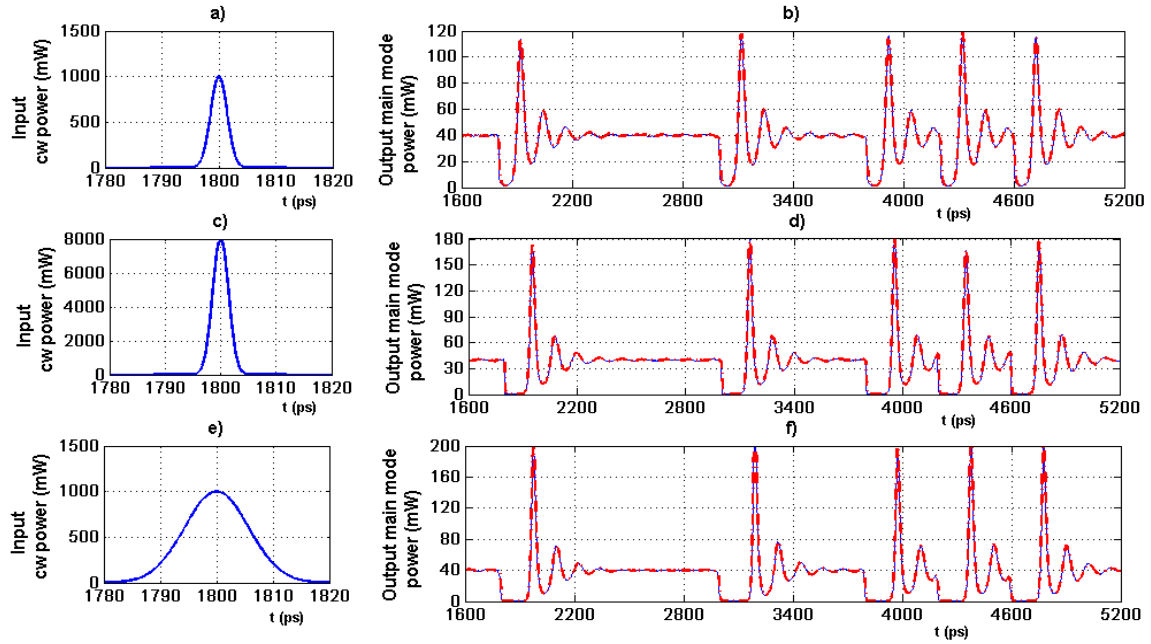 a)
Input
cw power (mW)
1500
1000
500
0
1780 1790 1800 1810 1820
t (ps)
b)
Output main mode
power (mW)
120
100
80
60
40
20
0
1600 2200 2800 3400 4000 4600 5200
t (ps)
c)
Input
cw power (mW)
8000
6000
4000
2000
0
1780 1790 1800 1810 1820
t (ps)
d)
Output main mode
power (mW)
180
150
120
90
60
30
0
1600 2200 2800 3400 4000 4600 5200
t (ps)
e)
Input
cw power (mW)
1500
1000
500
0
1780 1790 1800 1810 1820
t (ps)
f)
Output main mode
power (mW)
200
160
120
80
40
0
1600 2200 2800 3400 4000 4600 5200
t (ps)